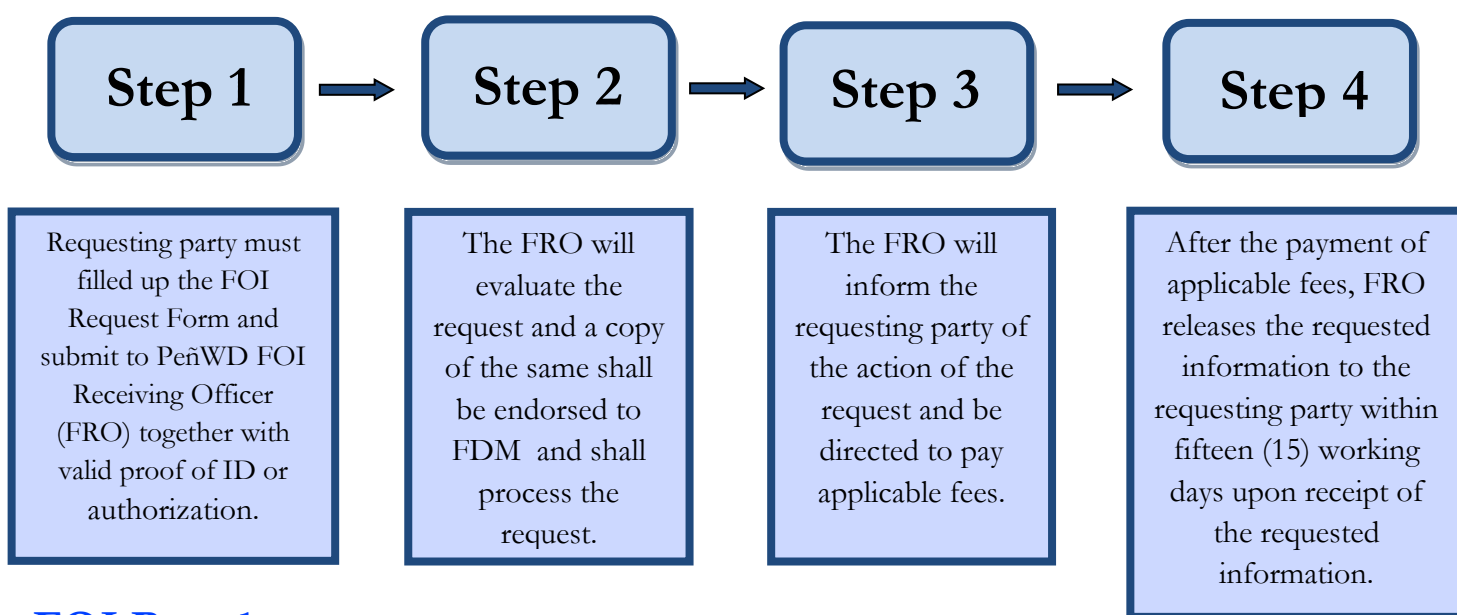 Step 1
Step 2
Step 3
Step 4
Requesting party must
filled up the FOI
Request Form and
submit to PeñWD FOI
Receiving Officer
(FRO) together with
valid proof of ID or
authorization.
The FRO will
evaluate the
request and a copy
of the same shall
be endorsed to
FDM and shall
process the
request.
The FRO will
inform the
requesting party of
the action of the
request and be
directed to pay
applicable fees.
After the payment of
applicable fees, FRO
releases the requested
information to the
requesting party within
fifteen (15) working
days upon receipt of
the requested
information.
FOI